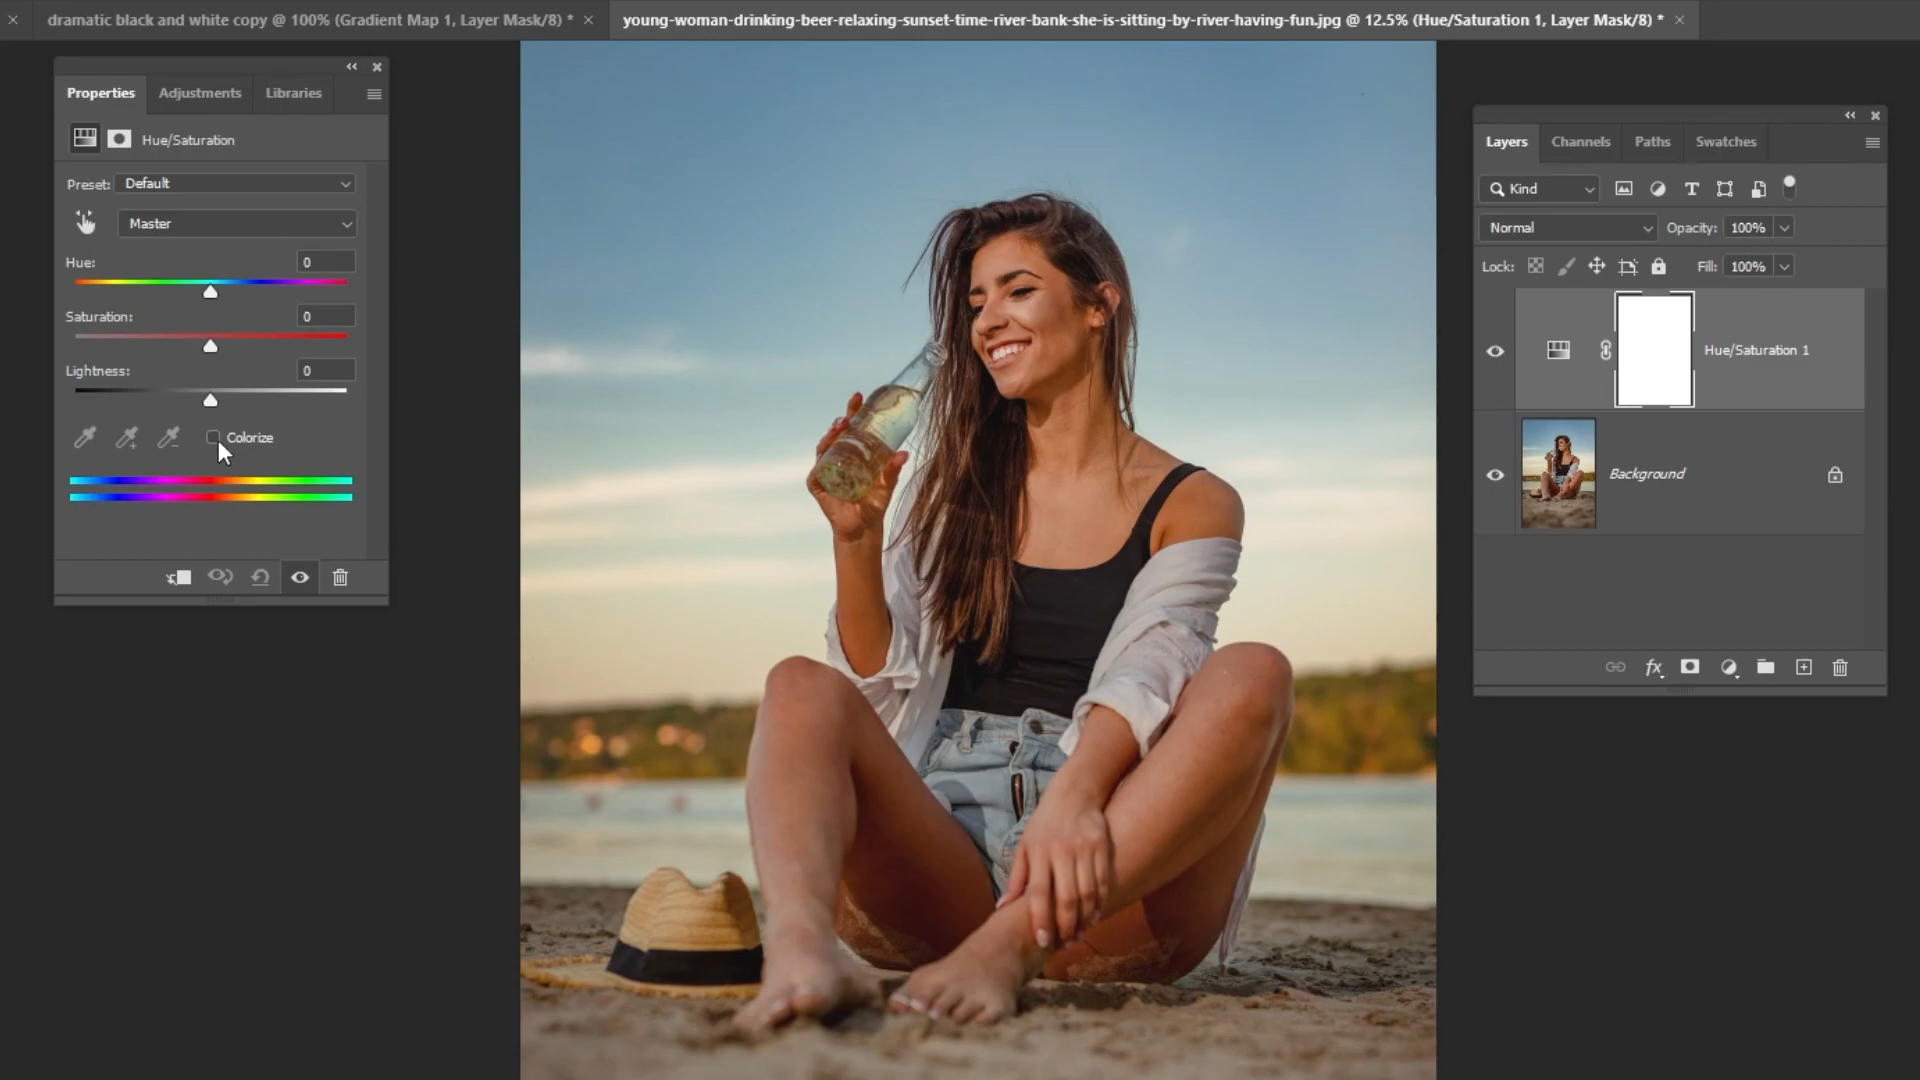 dramatic black and white copy @ 100% (Gradient Map 1, Layer Mask/8) *
young-woman-drinking-beer-relaxing-sunset-time-river-bank-she-is-sitting-by-river-having-fun.jpg @ 12.5% (Hue/Saturation 1, Layer Mask/8) *
Properties
Adjustments
Libraries
Hue/Saturation
Preset: Default
Master
Hue: 0
Saturation: 0
Lightness: 0
Colorize
Layers
Channels
Paths
Swatches
Kind
Normal
Opacity: 100%
Lock:
Fill: 100%
Hue/Saturation 1
Background